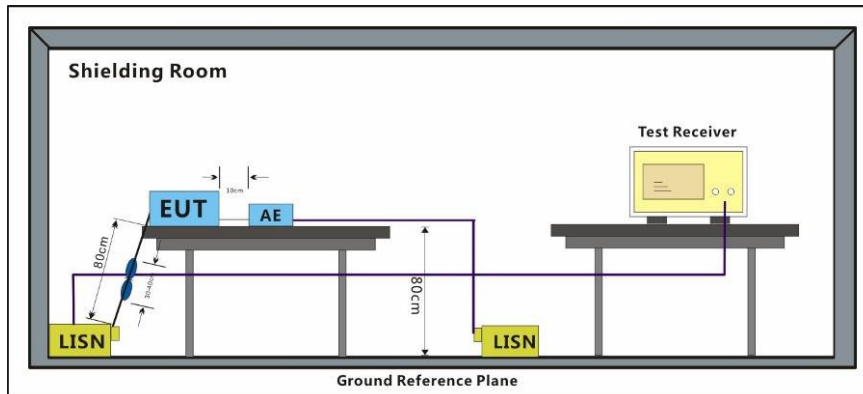 Shielding Room
Test Receiver
10cm
EUT
AE
80cm
30-40cm
80cm
LISN
LISN
Ground Reference Plane